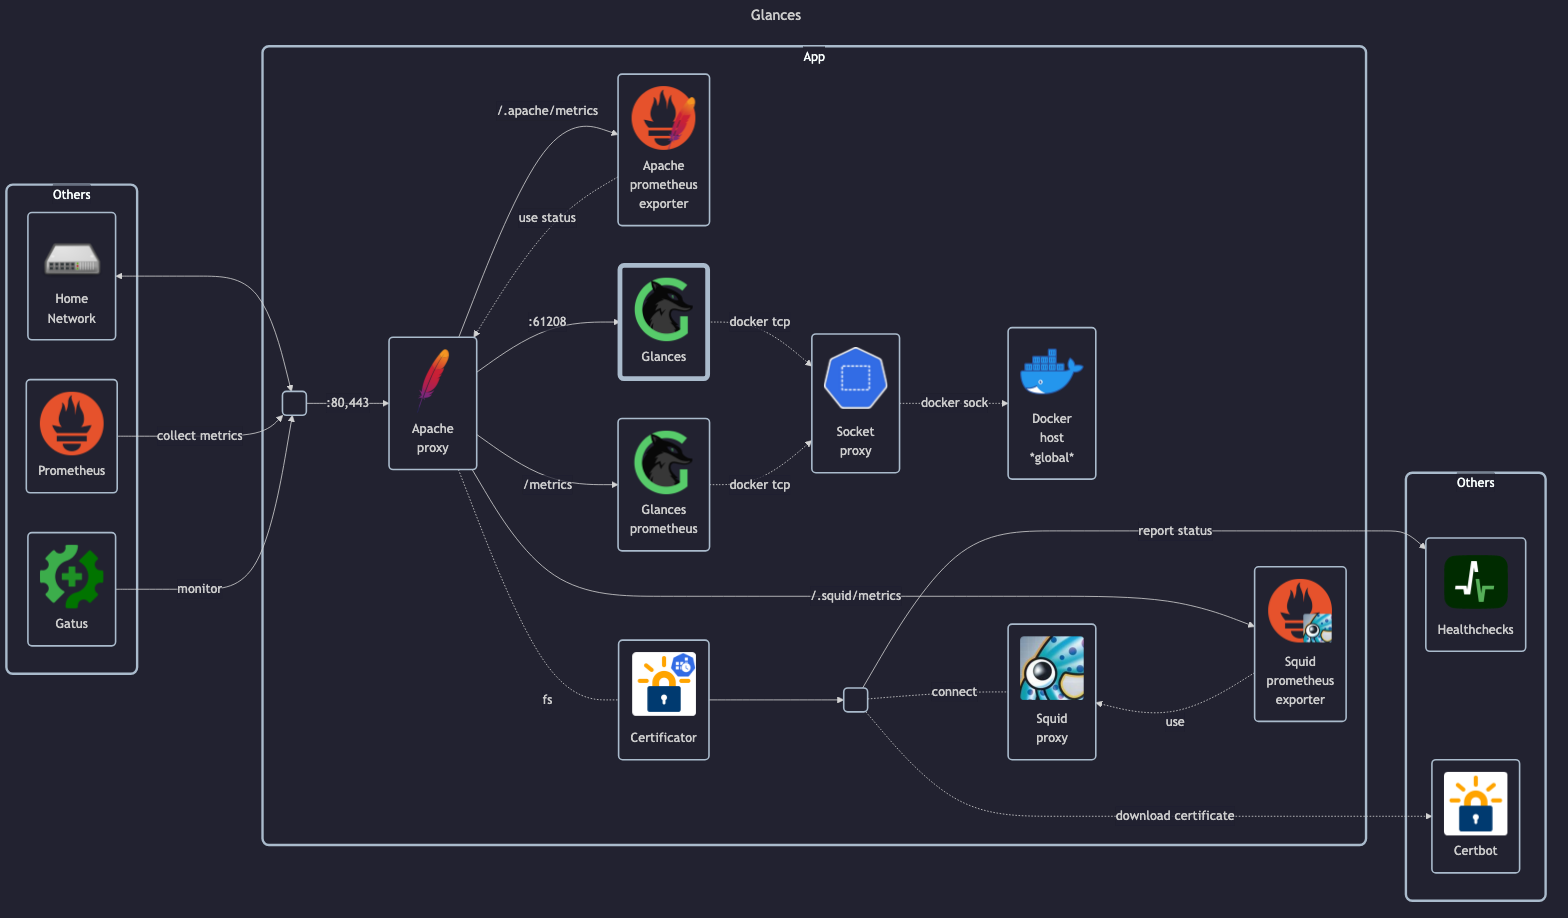 Glances
App
Others
Home
Network
Prometheus
Gatus
collect metrics
monitor
:80,443
Apache
proxy
/.apache/metrics
use status
:61208
/metrics
fs
Apache
prometheus
exporter
Glances
Glances
prometheus
Certificator
docker tcp
docker tcp
Socket
proxy
docker sock
Docker
host
*global*
/.squid/metrics
report status
connect
Squid
proxy
use
Squid
prometheus
exporter
download certificate
Others
Healthchecks
Certbot